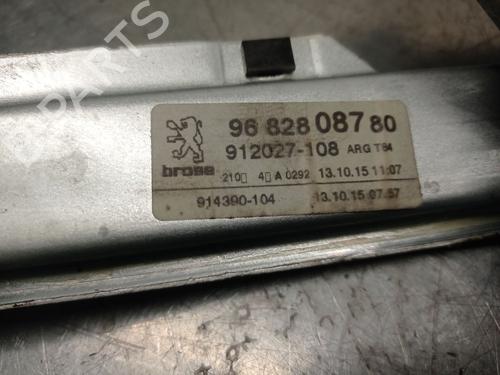 PARTS
96 828 087 80
912027-108 ARG T84
brose
210 4 A 0292 13.10.15 11:07
914390-104 13.10.15 07:57